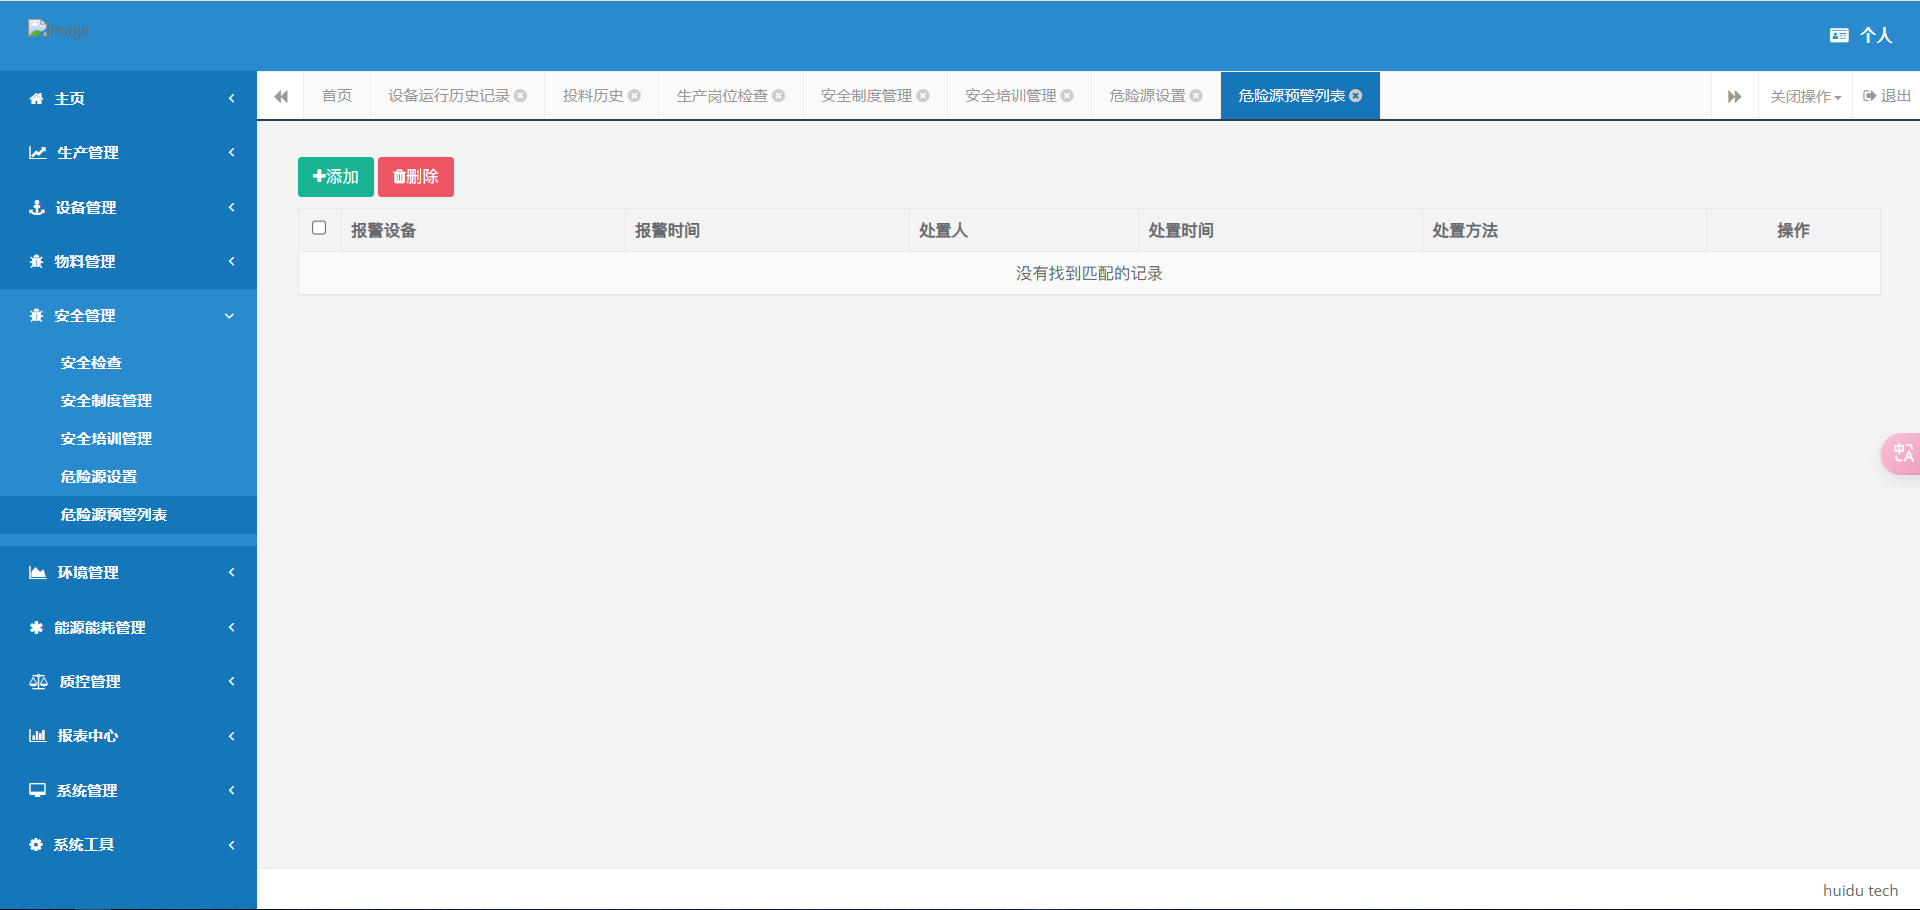 Image
个人
主页
生产管理
设备管理
物料管理
安全管理
安全检查
安全制度管理
安全培训管理
危险源设置
危险源预警列表
环境管理
能源能耗管理
质控管理
报表中心
系统管理
系统工具
首页 设备运行历史记录 投料历史 生产岗位检查 安全制度管理 安全培训管理 危险源设置 危险源预警列表 关闭操作 退出
添加 删除
报警设备 报警时间 处置人 处置时间 处置方法 操作
没有找到匹配的记录
中 A
huidu tech